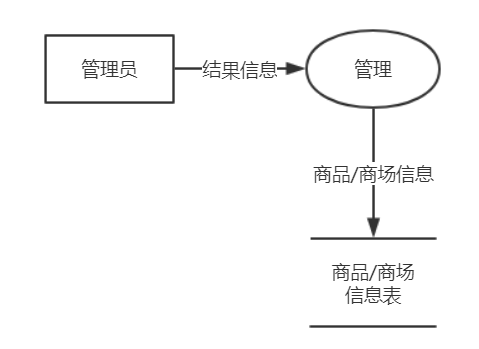 管理员
结果信息
管理
商品/商场信息
商品/商场
信息表